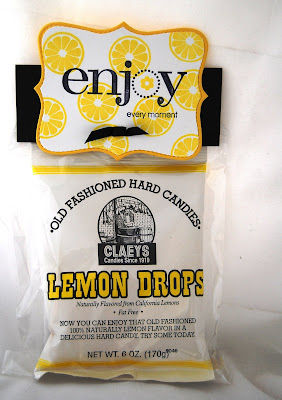 enjoy
every moment
•OLD FASHIONED HARD CANDIES•
CLAEYS
Candies Since 1919
LEMON DROPS
Naturally Flavored from California Lemons
• Fat Free •
NOW YOU CAN ENJOY THAT OLD FASHIONED
100% NATURALLY LEMON FLAVOR IN A
DELICIOUS HARD CANDY. TRY SOME TODAY.
NET WT. 6 OZ. (170g)